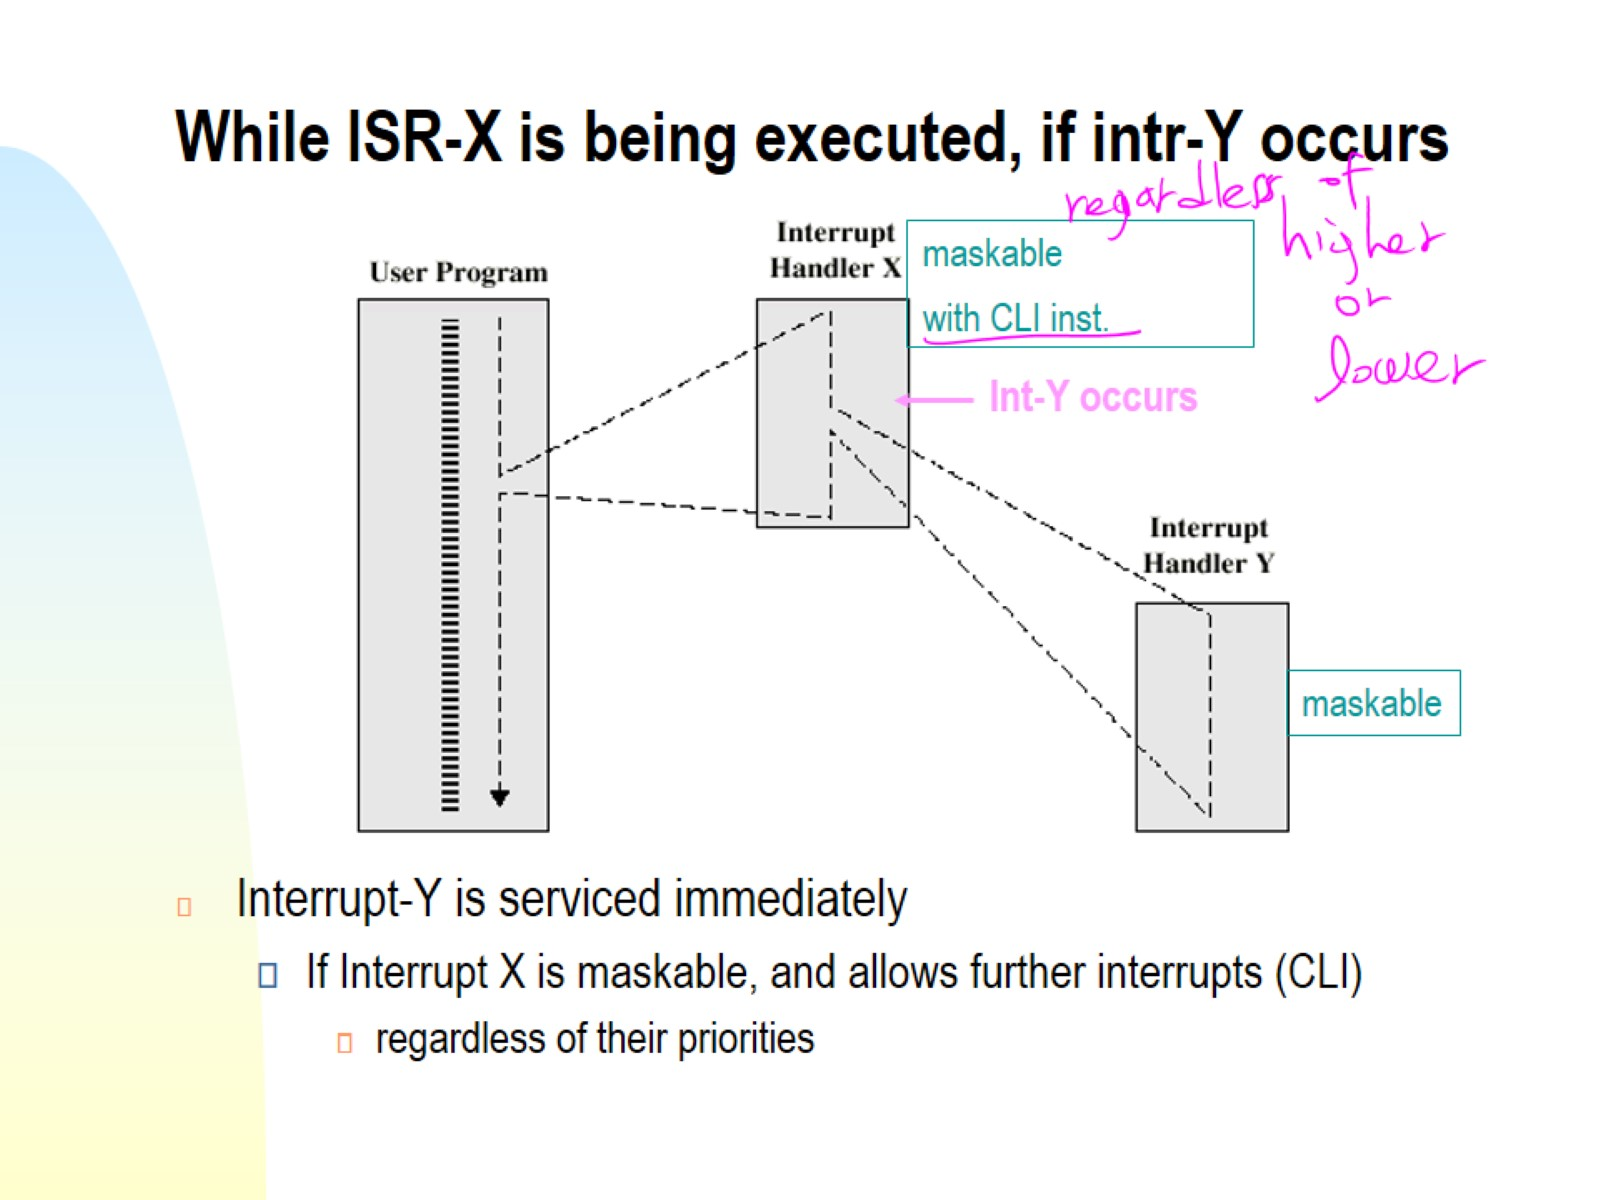 While ISR-X is being executed, if intr-Y occurs
regardless of
higher
or
lower
Interrupt
Handler X
maskable
with CLI inst.
User Program
Int-Y occurs
Interrupt
Handler Y
maskable
Interrupt-Y is serviced immediately
If Interrupt X is maskable, and allows further interrupts (CLI)
regardless of their priorities